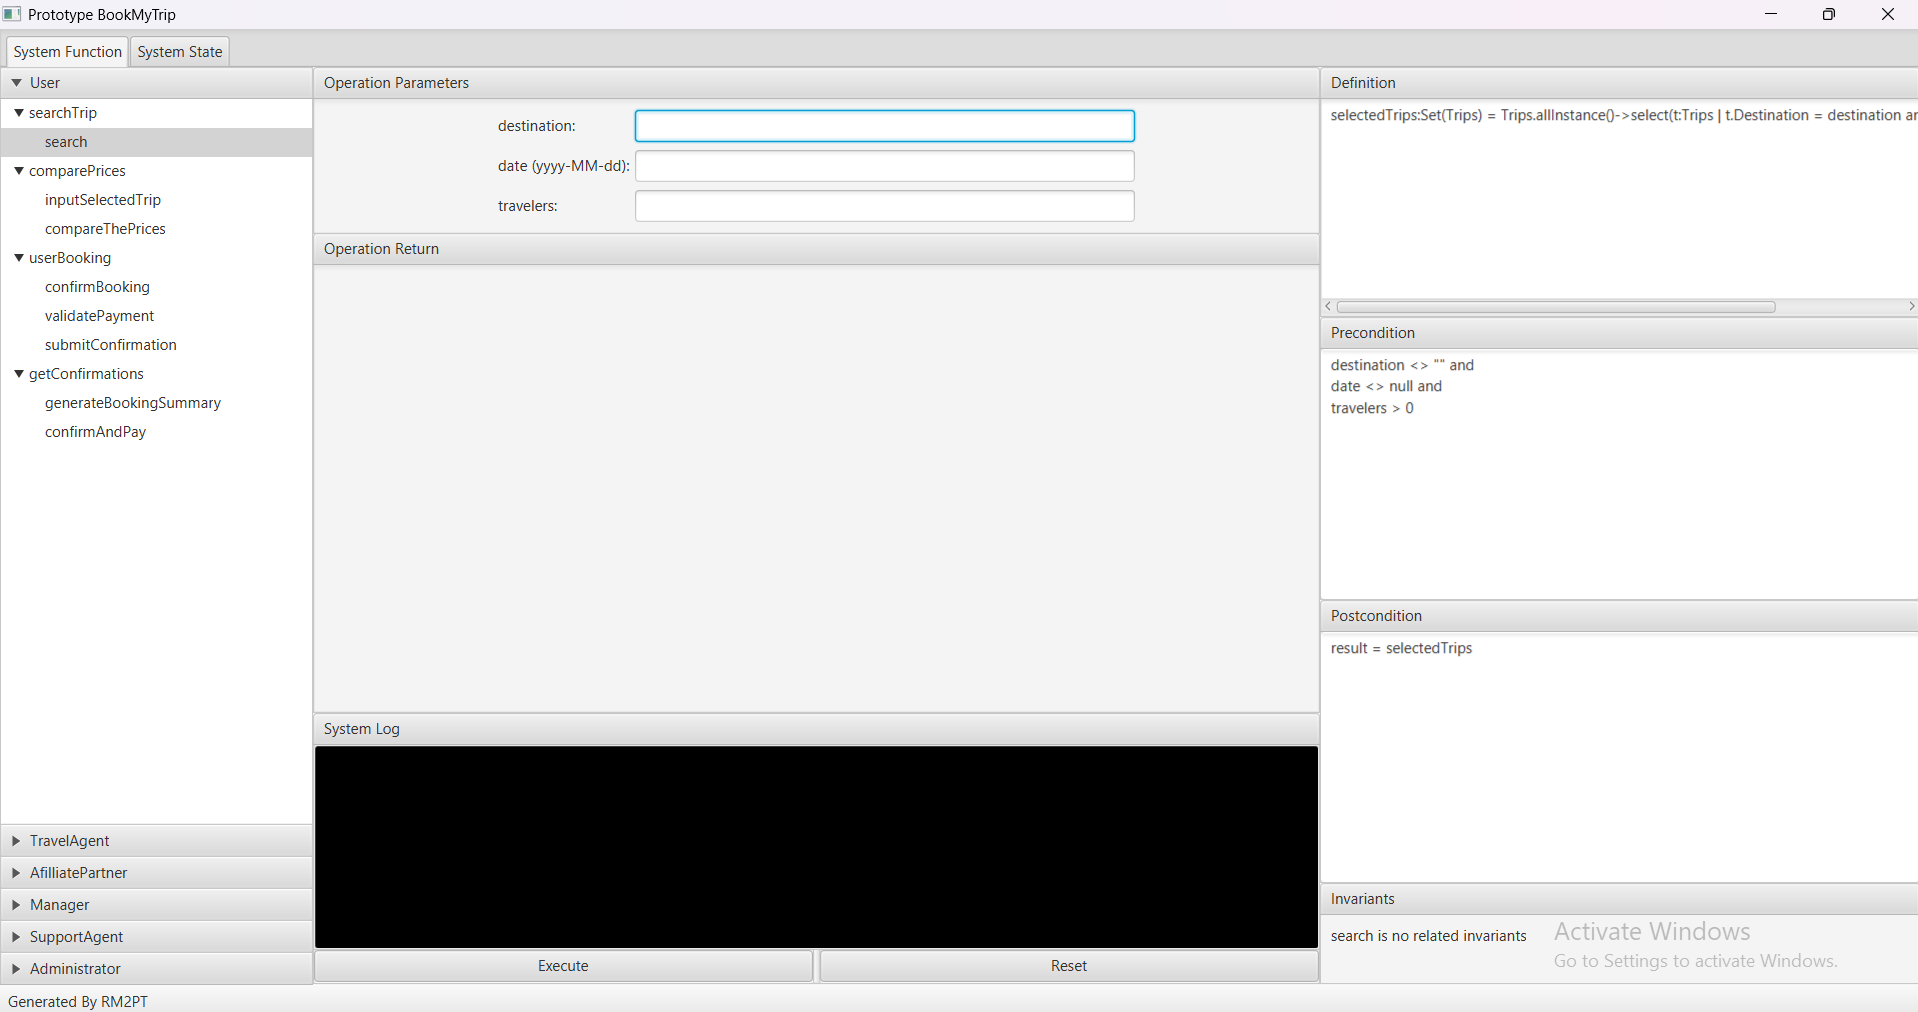 Prototype BookMyTrip
System Function
System State
User
searchTrip
search
comparePrices
inputSelectedTrip
compareThePrices
userBooking
confirmBooking
validatePayment
submitConfirmation
getConfirmations
generateBookingSummary
confirmAndPay
TravelAgent
AfilliatePartner
Manager
SupportAgent
Administrator
Operation Parameters
destination:
date (yyyy-MM-dd):
travelers:
Operation Return
System Log
Execute
Reset
Definition
selectedTrips:Set(Trips) = Trips.allInstance()->select(t:Trips | t.Destination = destination
Precondition
destination <> "" and
date <> null and
travelers > 0
Postcondition
result = selectedTrips
Invariants
search is no related invariants
Activate Windows
Go to Settings to activate Windows.
Generated By RM2PT